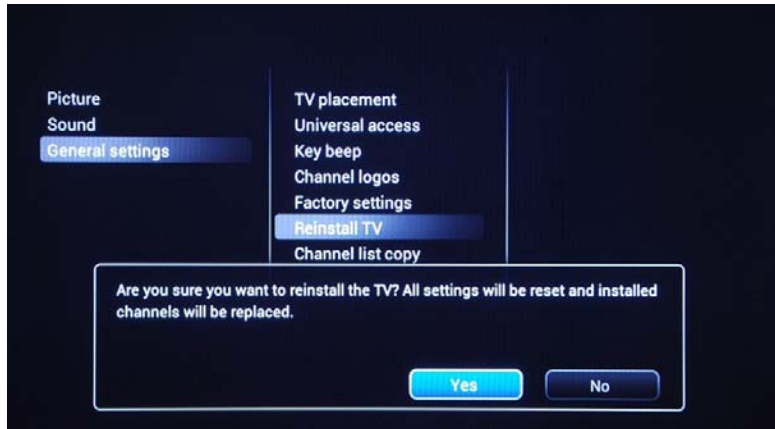 Picture
Sound
General settings
TV placement
Universal access
Key beep
Channel logos
Factory settings
Reinstall TV
Channel list copy
Are you sure you want to reinstall the TV? All settings will be reset and installed
channels will be replaced.
Yes
No